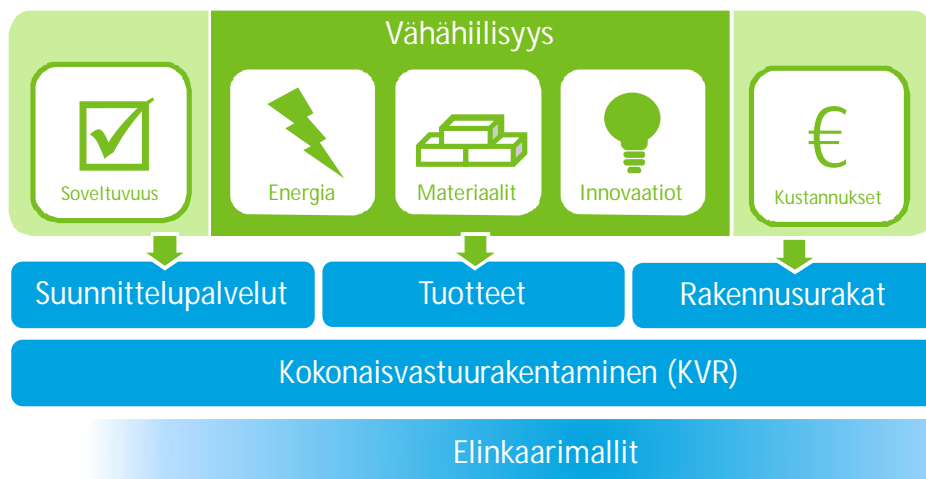 Vähähiilisyys
Soveltuvuus
Energia
Materiaalit
Innovaatiot
€
Kustannukset
Suunnittelupalvelut
Tuotteet
Rakennusurakat
Kokonaisvastuurakentaminen (KVR)
Elinkaarimallit